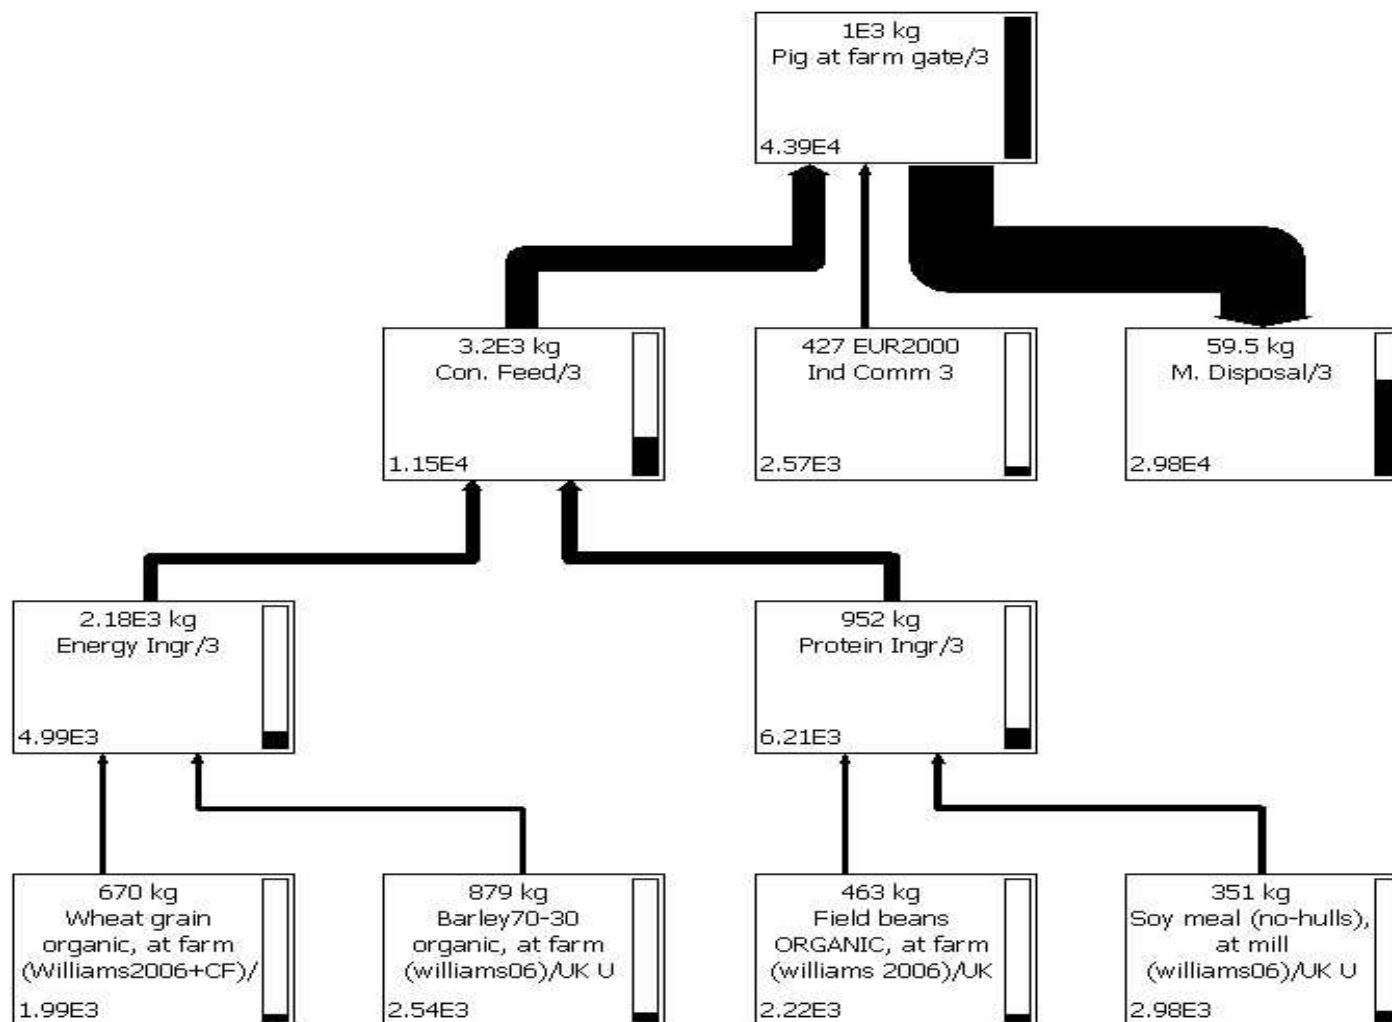 1E3 kg
Pig at farm gate/3
4.39E4
3.2E3 kg
Con. Feed/3
1.15E4
427 EUR2000
Ind Comm 3
2.57E3
59.5 kg
M. Disposal/3
2.98E4
2.18E3 kg
Energy Ingr/3
4.99E3
952 kg
Protein Ingr/3
6.21E3
670 kg
Wheat grain
organic, at farm
(Williams2006+CF)/
1.99E3
879 kg
Barley70-30
organic, at farm
(williams06)/UK U
2.54E3
463 kg
Field beans
ORGANIC, at farm
(williams 2006)/UK
2.22E3
351 kg
Soy meal (no-hulls),
at mill
(williams06)/UK U
2.98E3